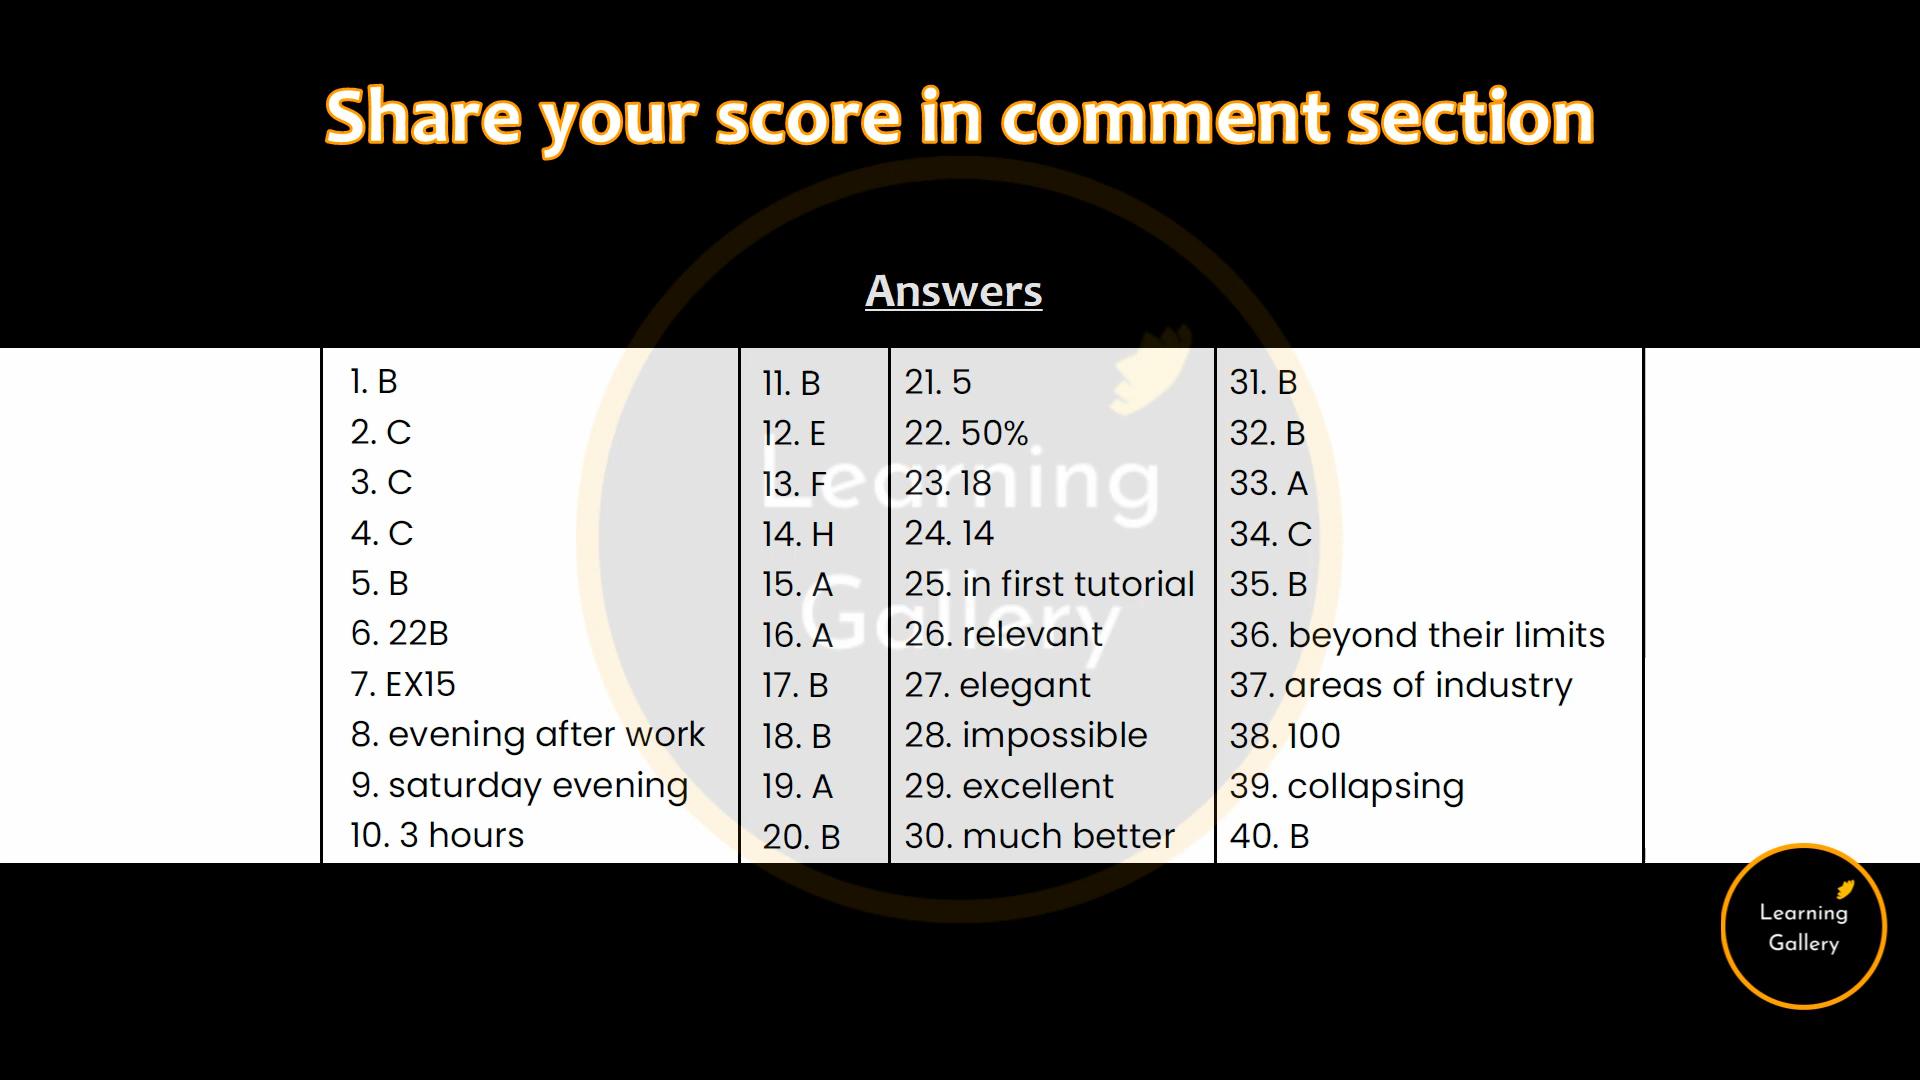 Share your score in comment section
Answers
1. B
2. C
3. C
4. C
5. B
6. 22B
7. EX15
8. evening after work
9. saturday evening
10. 3 hours
11. B
12. E
13. F
14. H
15. A
16. A
17. B
18. B
19. A
20. B
21. 5
22. 50%
23. 18
24. 14
25. in first tutorial
26. relevant
27. elegant
28. impossible
29. excellent
30. much better
31. B
32. B
33. A
34. C
35. B
36. beyond their limits
37. areas of industry
38. 100
39. collapsing
40. B
Learning
Gallery
Learning
Gallery